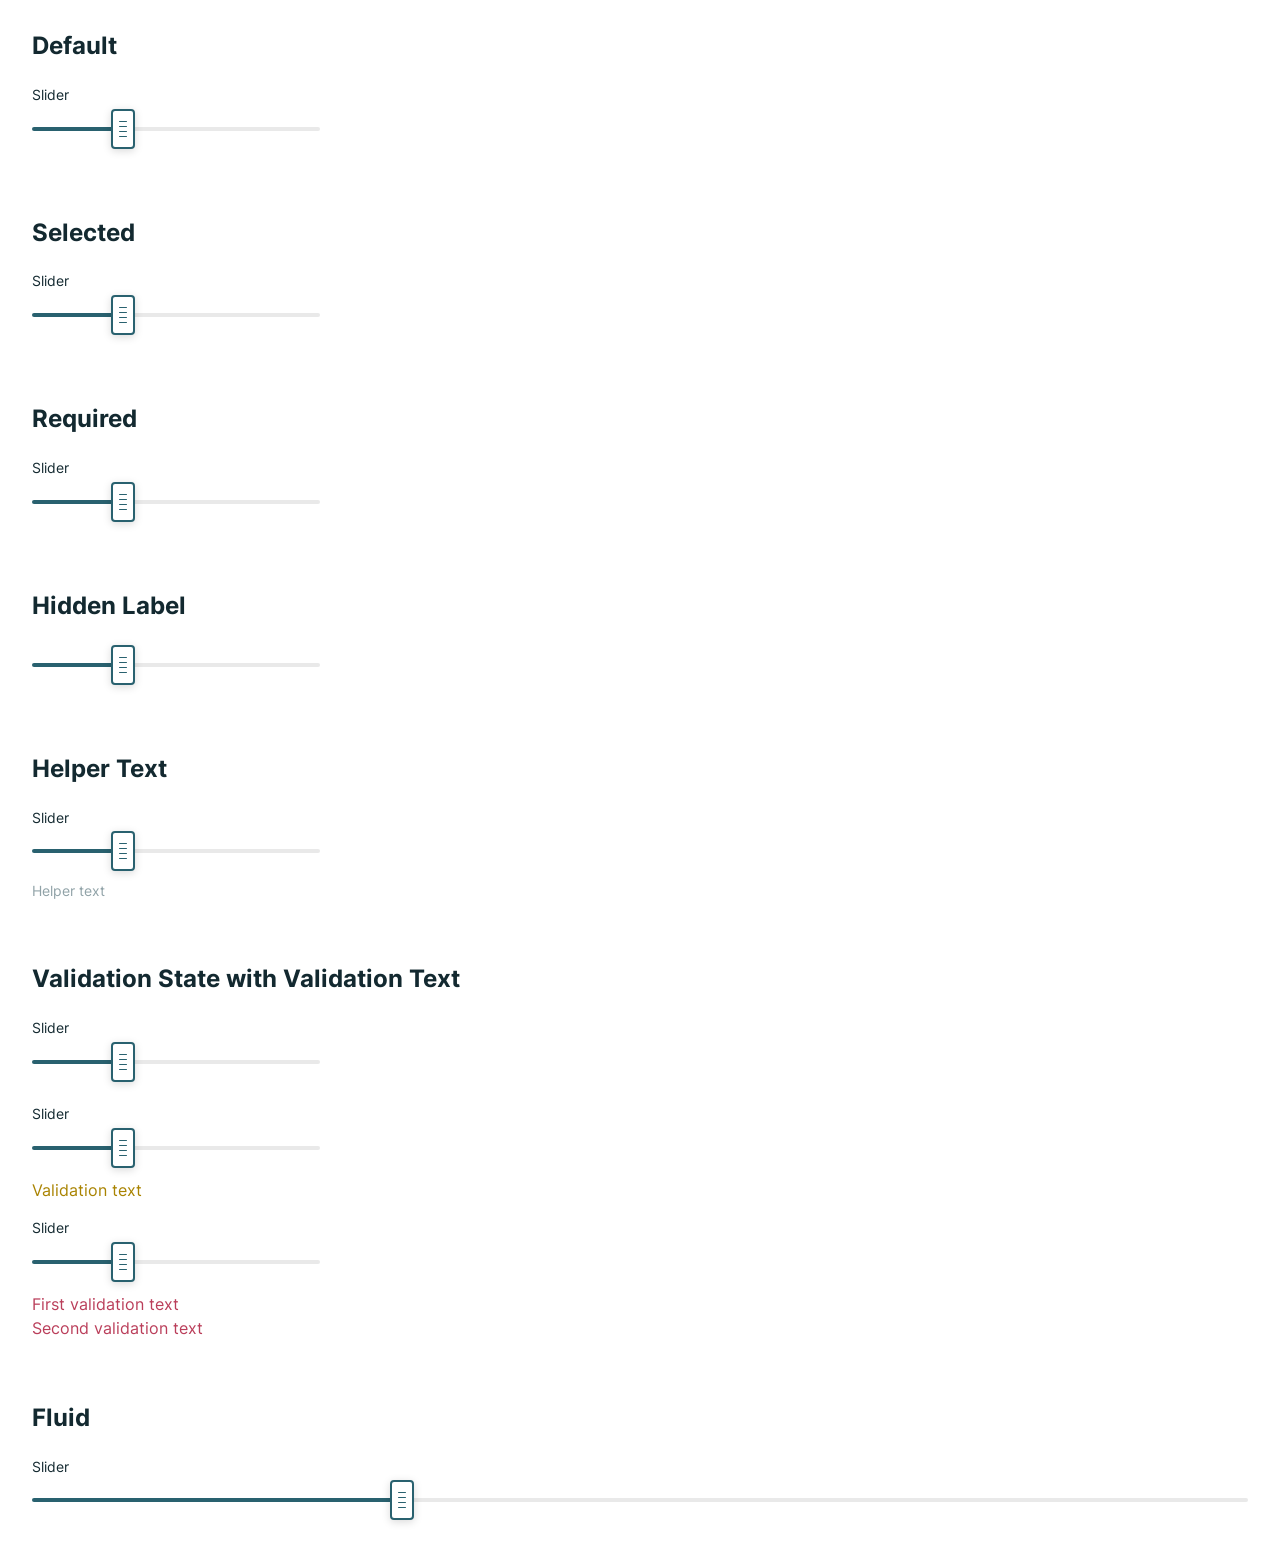 Default
Slider
Selected
Slider
Required
Slider
Hidden Label
Helper Text
Slider
Helper text
Validation State with Validation Text
Slider
Slider
Validation text
Slider
First validation text
Second validation text
Fluid
Slider